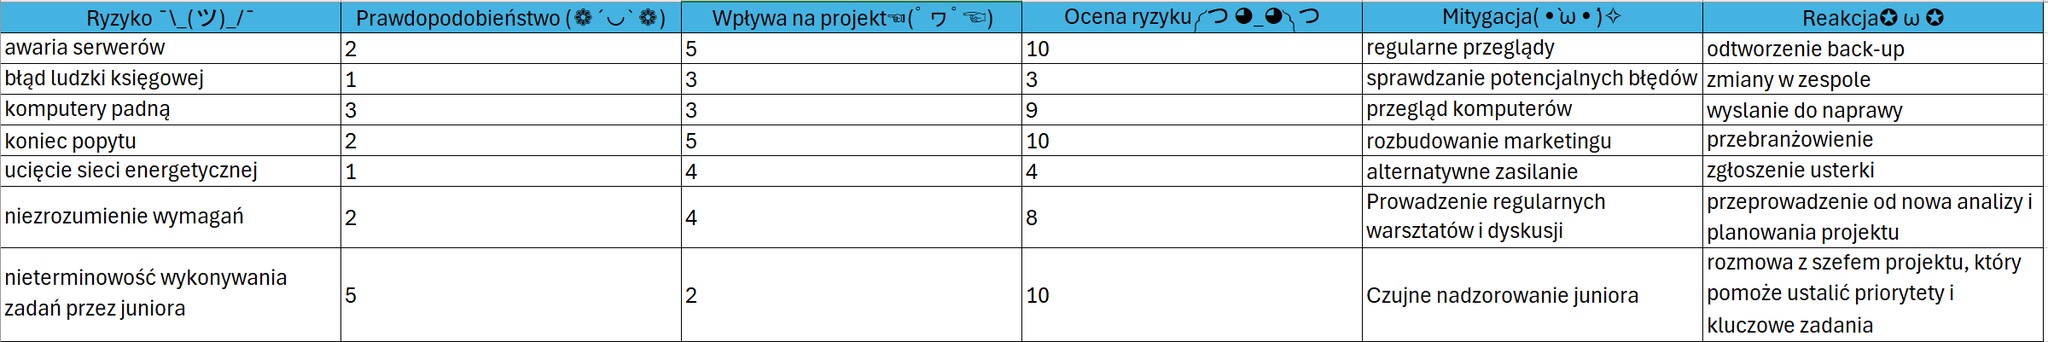 Ryzyko ¯\_(ツ)_/¯ Prawdopodobieństwo (❁´◡`❁) Wpływa na projekt☜(ﾟヮﾟ☜) Ocena ryzyku╭つ ◕_◕╮つ Mitygacja( •̀ ω •́ )✧ Reakcja✪ ω ✪
awaria serwerów 2 5 10 regularne przeglądy odtworzenie back-up
błąd ludzki księgowej 1 3 3 sprawdzanie potencjalnych błędów zmiany w zespole
komputery padną 3 3 9 przegląd komputerów wyslanie do naprawy
koniec popytu 2 5 10 rozbudowanie marketingu przebranżowienie
ucięcie sieci energetycznej 1 4 4 alternatywne zasilanie zgłoszenie usterki
niezrozumienie wymagań 2 4 8 Prowadzenie regularnych
warsztatów i dyskusji
przeprowadzenie od nowa analizy i
planowania projektu
nieterminowość wykonywania
zadań przez juniora
5 2 10 Czujne nadzorowanie juniora
rozmowa z szefem projektu, który
pomoże ustalić priorytety i
kluczowe zadania